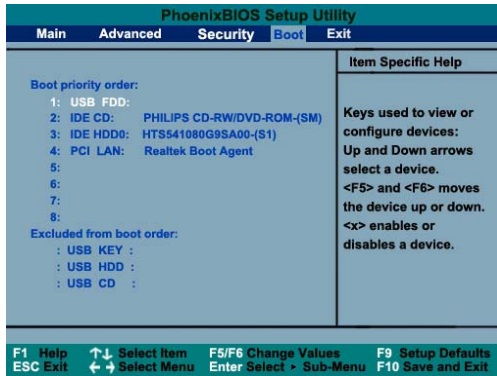 PhoenixBIOS Setup Utility
Main Advanced Security Boot Exit
Item Specific Help
Boot priority order:
1: USB FDD:
2: IDE CD: PHILIPS CD-RW/DVD-ROM-(SM)
3: IDE HDD0: HTS541080G9SA00-(S1)
4: PCI LAN: Realtek Boot Agent
5:
6:
7:
8:
Excluded from boot order:
: USB KEY :
: USB HDD :
: USB CD :
Keys used to view or
configure devices:
Up and Down arrows
select a device.
<F5> and <F6> moves
the device up or down.
<x> enables or
disables a device.
F1 Help ↑↓ Select Item F5/F6 Change Values F9 Setup Defaults
ESC Exit ←→ Select Menu Enter Select ▸ Sub-Menu F10 Save and Exit